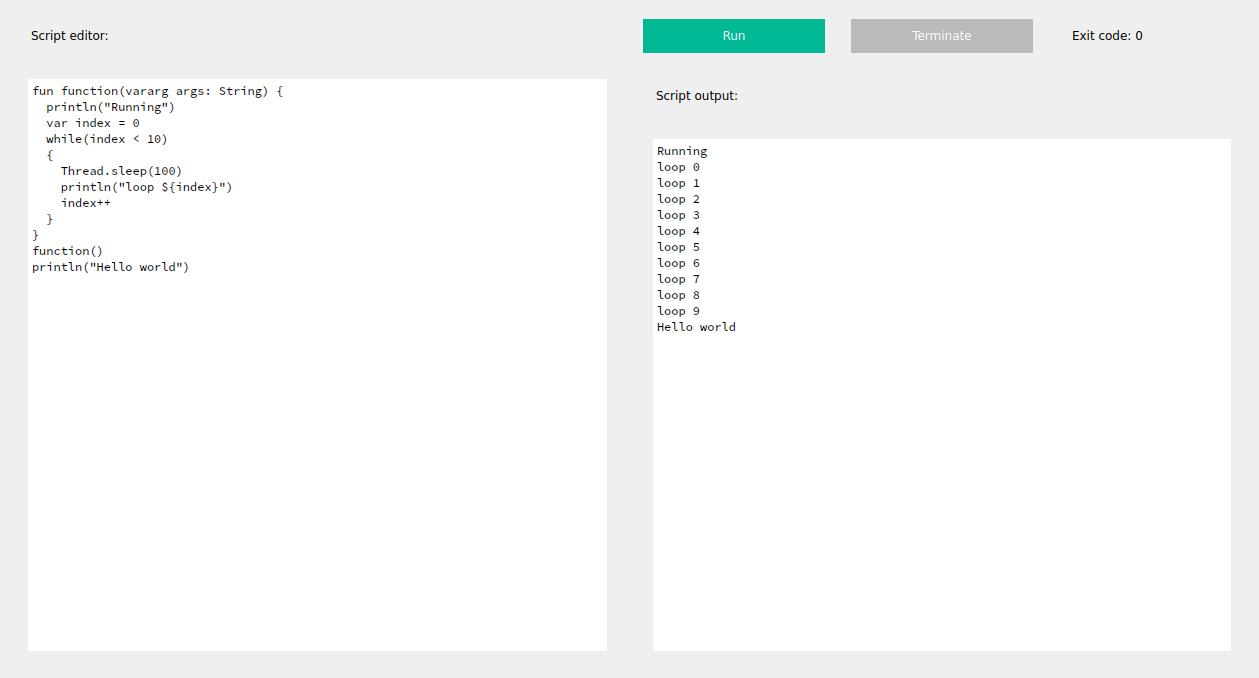 Script editor:
Run
Terminate
Exit code: 0
fun function(vararg args: String) {
  println("Running")
  var index = 0
  while(index < 10)
  {
    Thread.sleep(100)
    println("loop ${index}")
    index++
  }
}
function()
println("Hello world")
Script output:
Running
loop 0
loop 1
loop 2
loop 3
loop 4
loop 5
loop 6
loop 7
loop 8
loop 9
Hello world